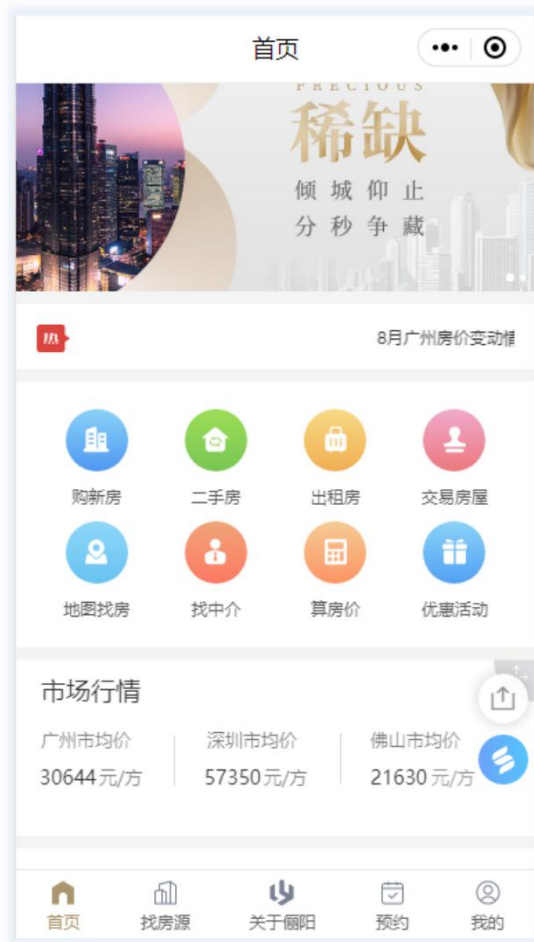 首页
PRECIOUS
稀缺
倾城仰止
分秒争藏
8月广州房价变动情
购新房 二手房 出租房 交易房屋
地图找房 找中介 算房价 优惠活动
市场行情
广州市均价 深圳市均价 佛山市均价
30644元/方 57350元/方 21630元/方
首页 找房源 关于俪阳 预约 我的